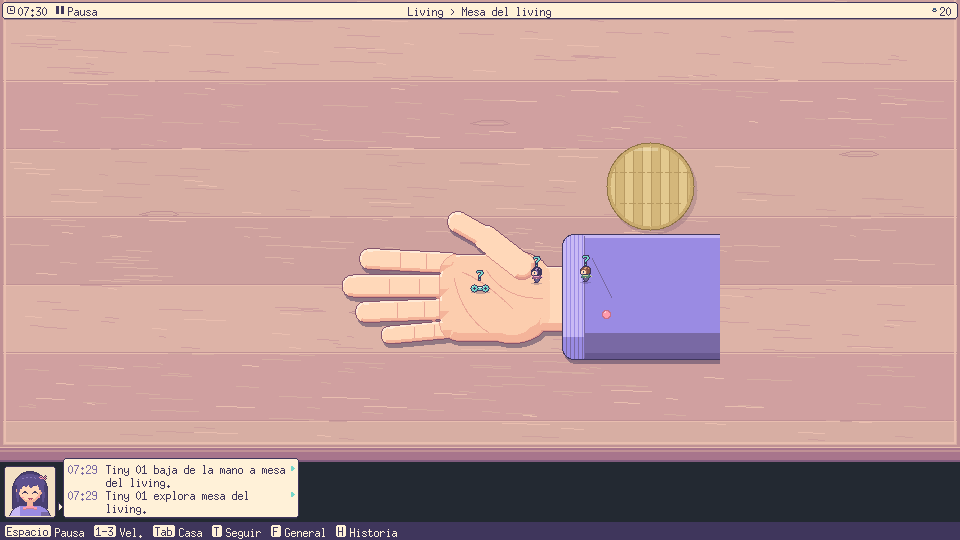 07:30 Pausa
Living > Mesa del living
20
?
?
?
07:29 Tiny 01 baja de la mano a mesa
del living.
07:29 Tiny 01 explora mesa del
living.
Espacio Pausa 1-3 Vel. Tab Casa T Seguir F General H Historia